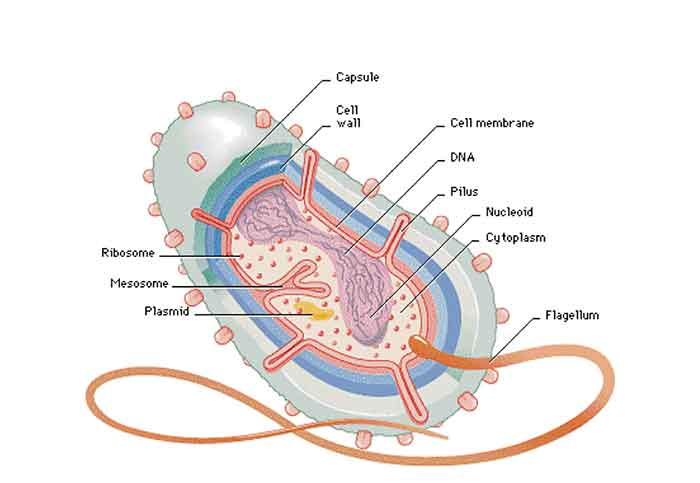 Capsule
Cell
wall
Cell membrane
DNA
Pilus
Nucleoid
Cytoplasm
Ribosome
Mesosome
Plasmid
Flagellum